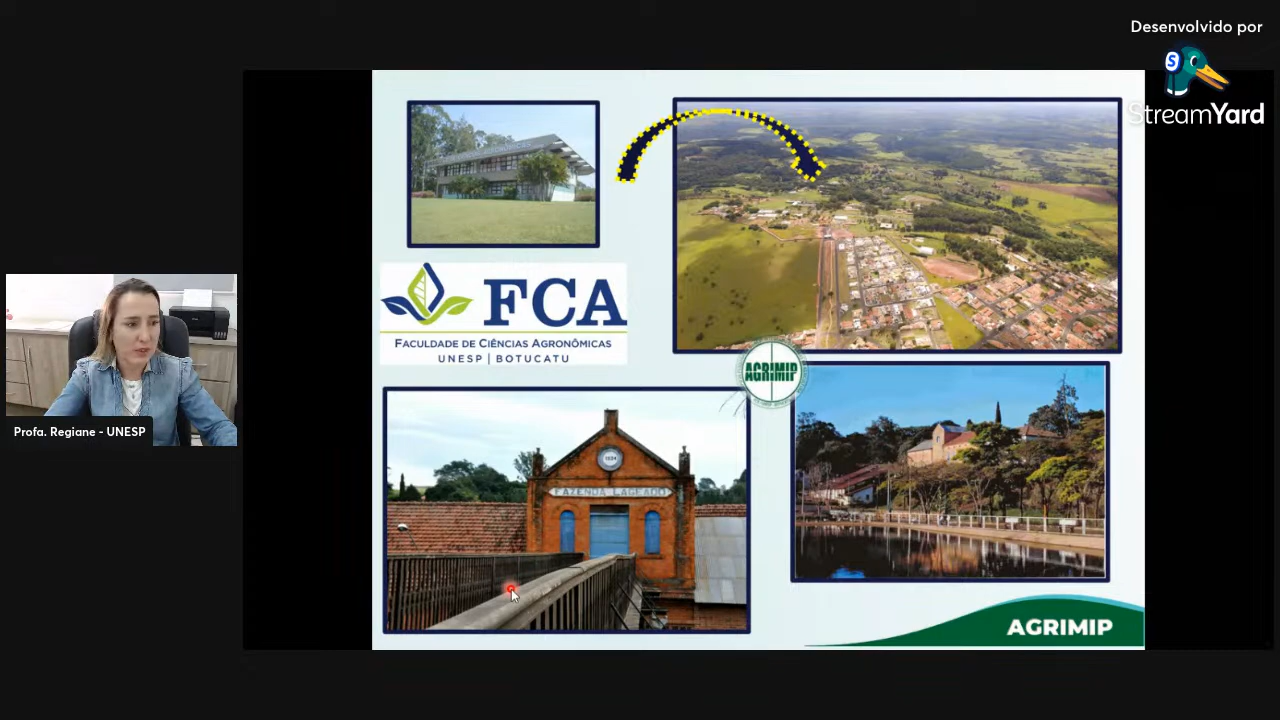 Desenvolvido por
StreamYard
FCA
FACULDADE DE CIÊNCIAS AGRONÔMICAS
UNESP | BOTUCATU
AGRIMIP
Profa. Regiane - UNESP
FAZENDA LAGEADO
AGRIMIP